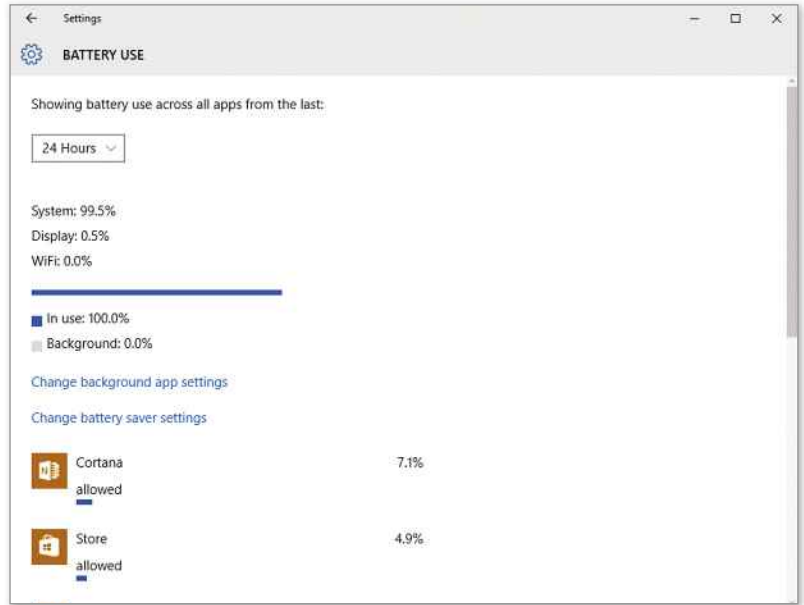 Settings
BATTERY USE
Showing battery use across all apps from the last:
24 Hours
System: 99.5%
Display: 0.5%
WiFi: 0.0%
In use: 100.0%
Background: 0.0%
Change background app settings
Change battery saver settings
N
Cortana 7.1%
allowed
Store 4.9%
allowed